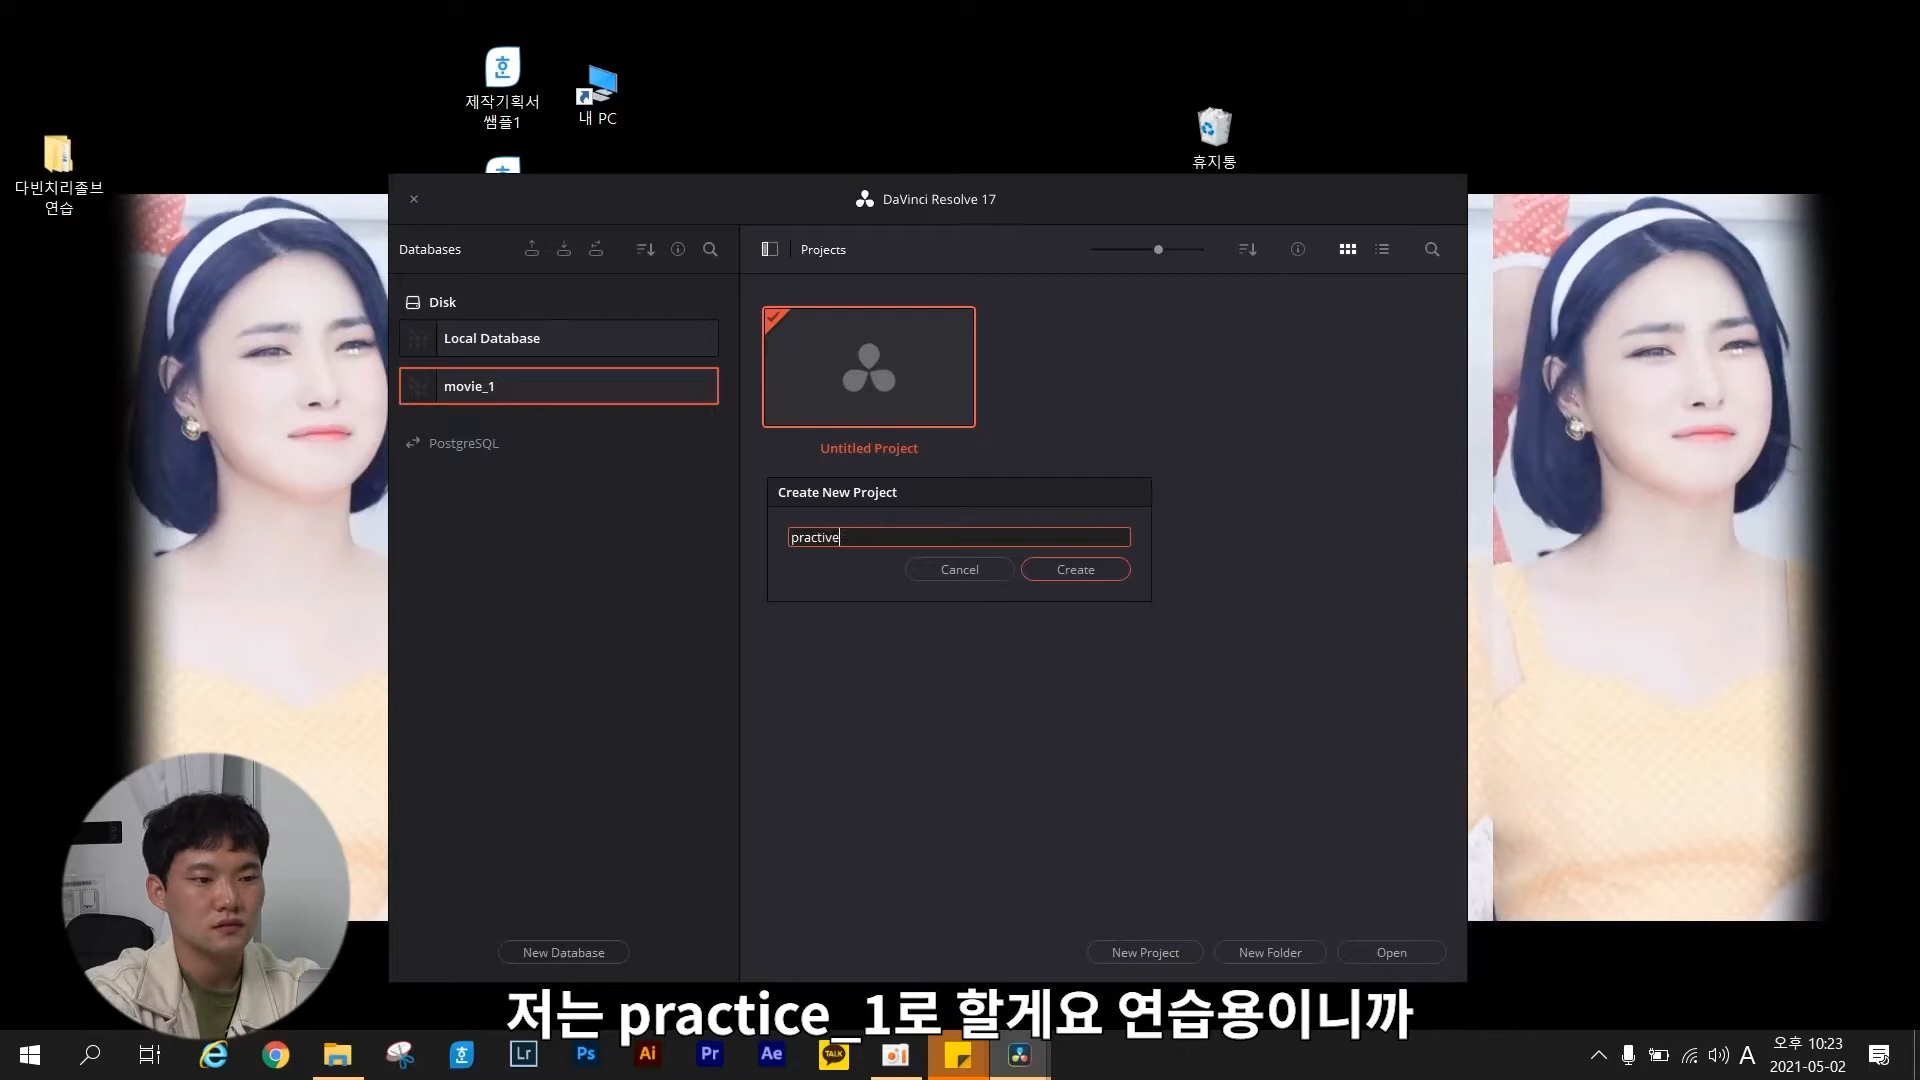 제작기획서
쌤플1
내 PC
휴지통
다빈치리졸브
연습
DaVinci Resolve 17
Databases
Projects
Disk
Local Database
movie_1
PostgreSQL
Untitled Project
Create New Project
practive
Cancel
Create
New Database
New Project
New Folder
Open
저는 practice_1로 할게요 연습용이니까
Lr
Ps
Ai
Pr
Ae
TALK
A
오후 10:23
2021-05-02